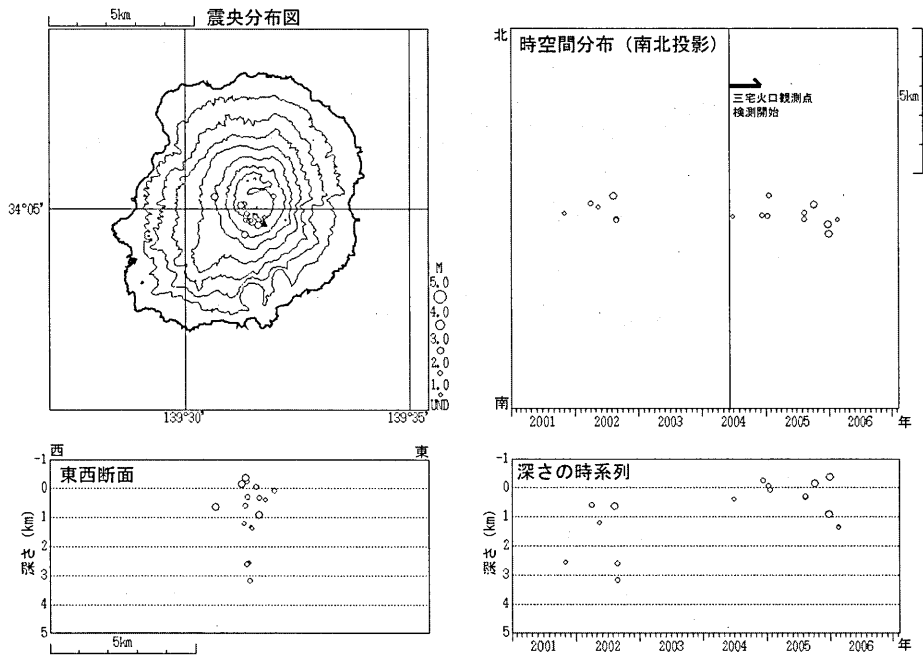 5km
震央分布図
34°05'
139°30'
139°35'
M
5.0
4.0
3.0
2.0
1.0
UND
北
時空間分布（南北投影）
三宅火口観測点
検測開始
5km
南
2001 2002 2003 2004 2005 2006 年
西
東
東西断面
-1
0
1
2
3
4
5
深さ (km)
5km
深さの時系列
-1
0
1
2
3
4
5
深さ (km)
2001 2002 2003 2004 2005 2006 年